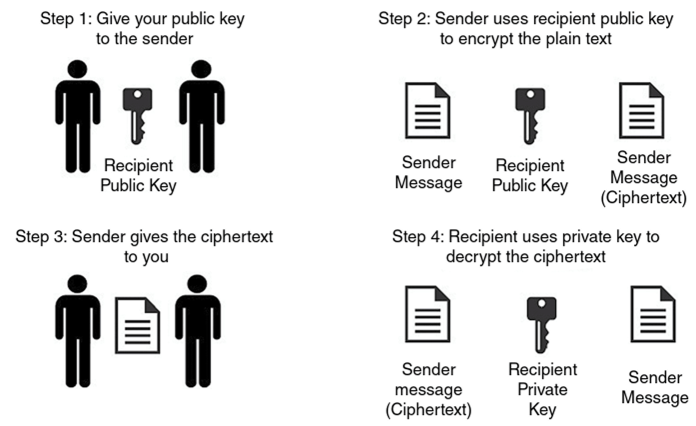 Step 1: Give your public key
to the sender
Recipient
Public Key
Step 2: Sender uses recipient public key
to encrypt the plain text
Sender
Message
Recipient
Public Key
Sender
Message
(Ciphertext)
Step 3: Sender gives the ciphertext
to you
Step 4: Recipient uses private key to
decrypt the ciphertext
Sender
message
(Ciphertext)
Recipient
Private
Key
Sender
Message